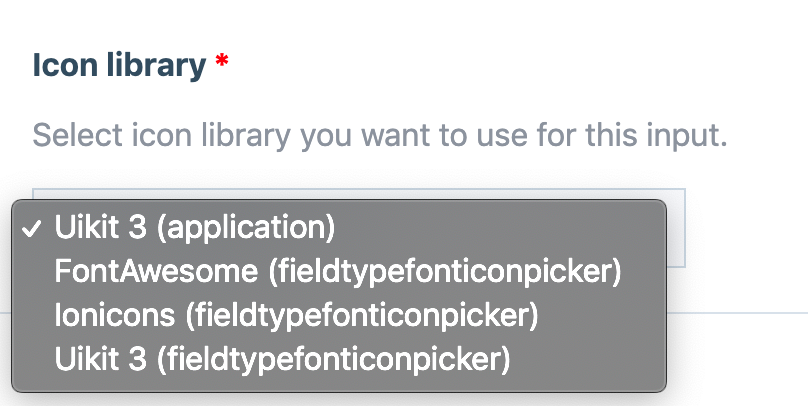 Icon library *
Select icon library you want to use for this input.
✓ Uikit 3 (application)
FontAwesome (fieldtypefonticonpicker)
Ionicons (fieldtypefonticonpicker)
Uikit 3 (fieldtypefonticonpicker)